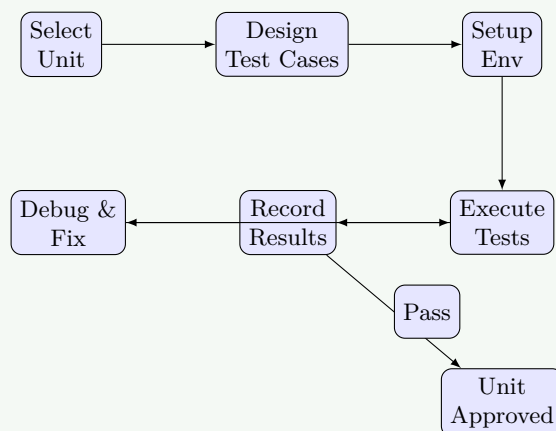 Select
Unit
Design
Test Cases
Setup
Env
Debug &
Fix
Record
Results
Execute
Tests
Pass
Unit
Approved